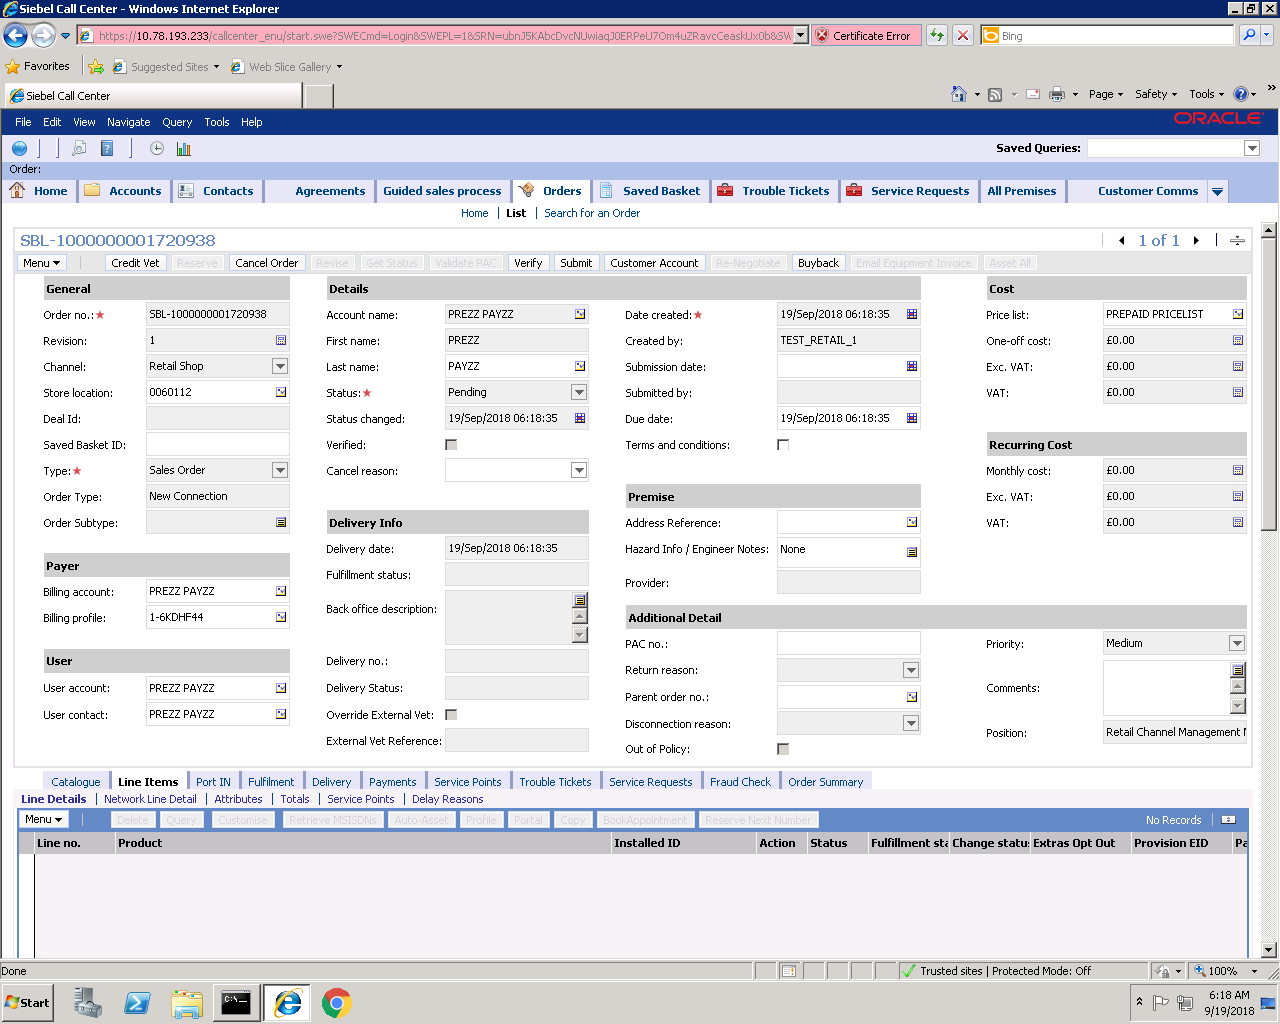 Siebel Call Center - Windows Internet Explorer
Certificate Error
Bing
Favorites
Suggested Sites
Web Slice Gallery
Siebel Call Center
Page
Safety
Tools
»
File Edit View Navigate Query Tools Help
ORACLE
Saved Queries:
Order:
Home
Accounts
Contacts
Agreements
Guided sales process
Orders
Saved Basket
Trouble Tickets
Service Requests
All Premises
Customer Comms
Home | List | Search for an Order
SBL-1000000001720938
1 of 1
Menu
Credit Vet
Reserve
Cancel Order
Revise
Get Status
Validate PAC
Verify
Submit
Customer Account
Re-Negotiate
Buyback
Email Equipment Invoice
Asset All
General
Order no.:★ SBL-1000000001720938
Revision: 1
Channel: Retail Shop
Store location: 0060112
Deal Id:
Saved Basket ID:
Type:★ Sales Order
Order Type: New Connection
Order Subtype:
Payer
Billing account: PREZZ PAYZZ
Billing profile: 1-6KDHF44
User
User account: PREZZ PAYZZ
User contact: PREZZ PAYZZ
Details
Account name: PREZZ PAYZZ
First name: PREZZ
Last name: PAYZZ
Status:★ Pending
Status changed: 19/Sep/2018 06:18:35
Verified:
Cancel reason:
Delivery Info
Delivery date: 19/Sep/2018 06:18:35
Fulfillment status:
Back office description:
Delivery no.:
Delivery Status:
Override External Vet:
External Vet Reference:
Date created:★ 19/Sep/2018 06:18:35
Created by: TEST_RETAIL_1
Submission date:
Submitted by:
Due date: 19/Sep/2018 06:18:35
Terms and conditions:
Premise
Address Reference:
Hazard Info / Engineer Notes: None
Provider:
Additional Detail
PAC no.:
Return reason:
Parent order no.:
Disconnection reason:
Out of Policy:
Cost
Price list: PREPAID PRICELIST
One-off cost: £0.00
Exc. VAT: £0.00
VAT: £0.00
Recurring Cost
Monthly cost: £0.00
Exc. VAT: £0.00
VAT: £0.00
Priority: Medium
Comments:
Position: Retail Channel Management
Catalogue
Line Items
Port IN
Fulfilment
Delivery
Payments
Service Points
Trouble Tickets
Service Requests
Fraud Check
Order Summary
Line Details | Network Line Detail | Attributes | Totals | Service Points | Delay Reasons
Menu
Delete
Query
Customise
Retrieve MSISDNs
Auto-Asset
Profile
Portal
Copy
BookAppointment
Reserve Next Number
No Records
Line no. Product Installed ID Action Status Fulfillment sta Change statu Extras Opt Out Provision EID Pa
Done
Trusted sites | Protected Mode: Off
100%
Start
6:18 AM
9/19/2018